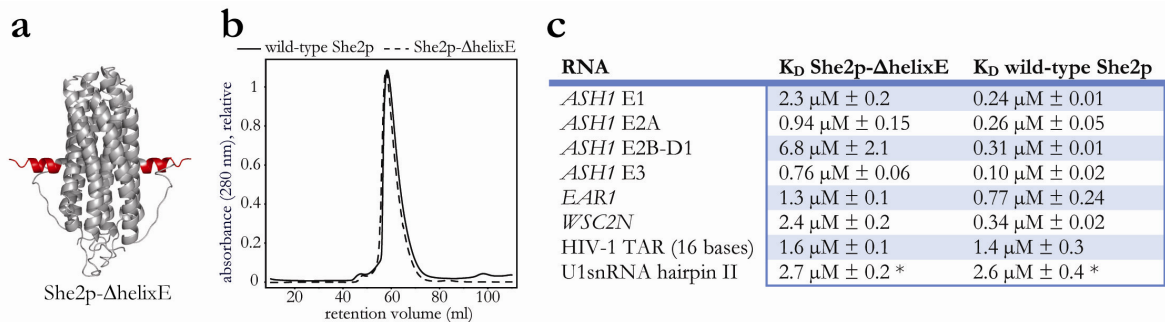 a
She2p-ΔhelixE
b
wild-type She2p She2p-ΔhelixE
absorbance (280 nm), relative
1
0.8
0.6
0.4
0.2
0
20 40 60 80 100
retention volume (ml)
c
RNA K_D She2p-ΔhelixE K_D wild-type She2p
ASH1 E1 2.3 μM ± 0.2 0.24 μM ± 0.01
ASH1 E2A 0.94 μM ± 0.15 0.26 μM ± 0.05
ASH1 E2B-D1 6.8 μM ± 2.1 0.31 μM ± 0.01
ASH1 E3 0.76 μM ± 0.06 0.10 μM ± 0.02
EAR1 1.3 μM ± 0.1 0.77 μM ± 0.24
WSC2N 2.4 μM ± 0.2 0.34 μM ± 0.02
HIV-1 TAR (16 bases) 1.6 μM ± 0.1 1.4 μM ± 0.3
U1snRNA hairpin II 2.7 μM ± 0.2 * 2.6 μM ± 0.4 *